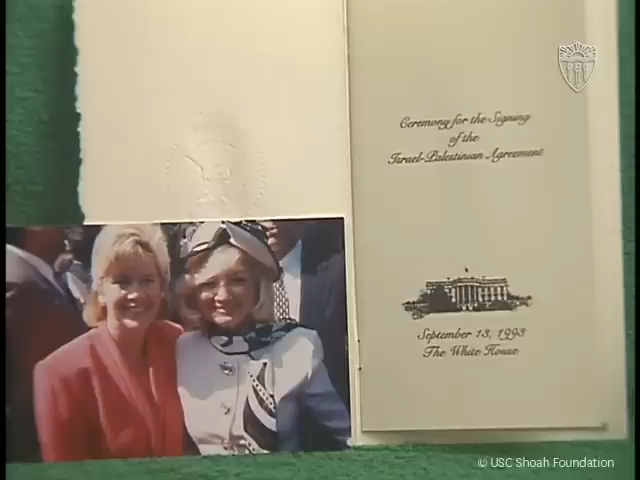 Ceremony for the Signing
of the
Israel-Palestinian Agreement
September 13, 1993
The White House
© USC Shoah Foundation